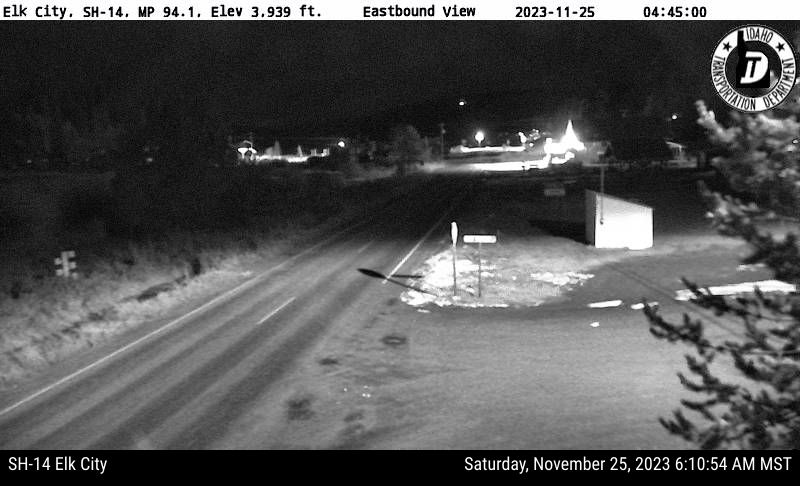 Elk City, SH-14, MP 94.1, Elev 3,939 ft. Eastbound View 2023-11-25 04:45:00
IDAHO
TRANSPORTATION DEPARTMENT
SH-14 Elk City
Saturday, November 25, 2023 6:10:54 AM MST